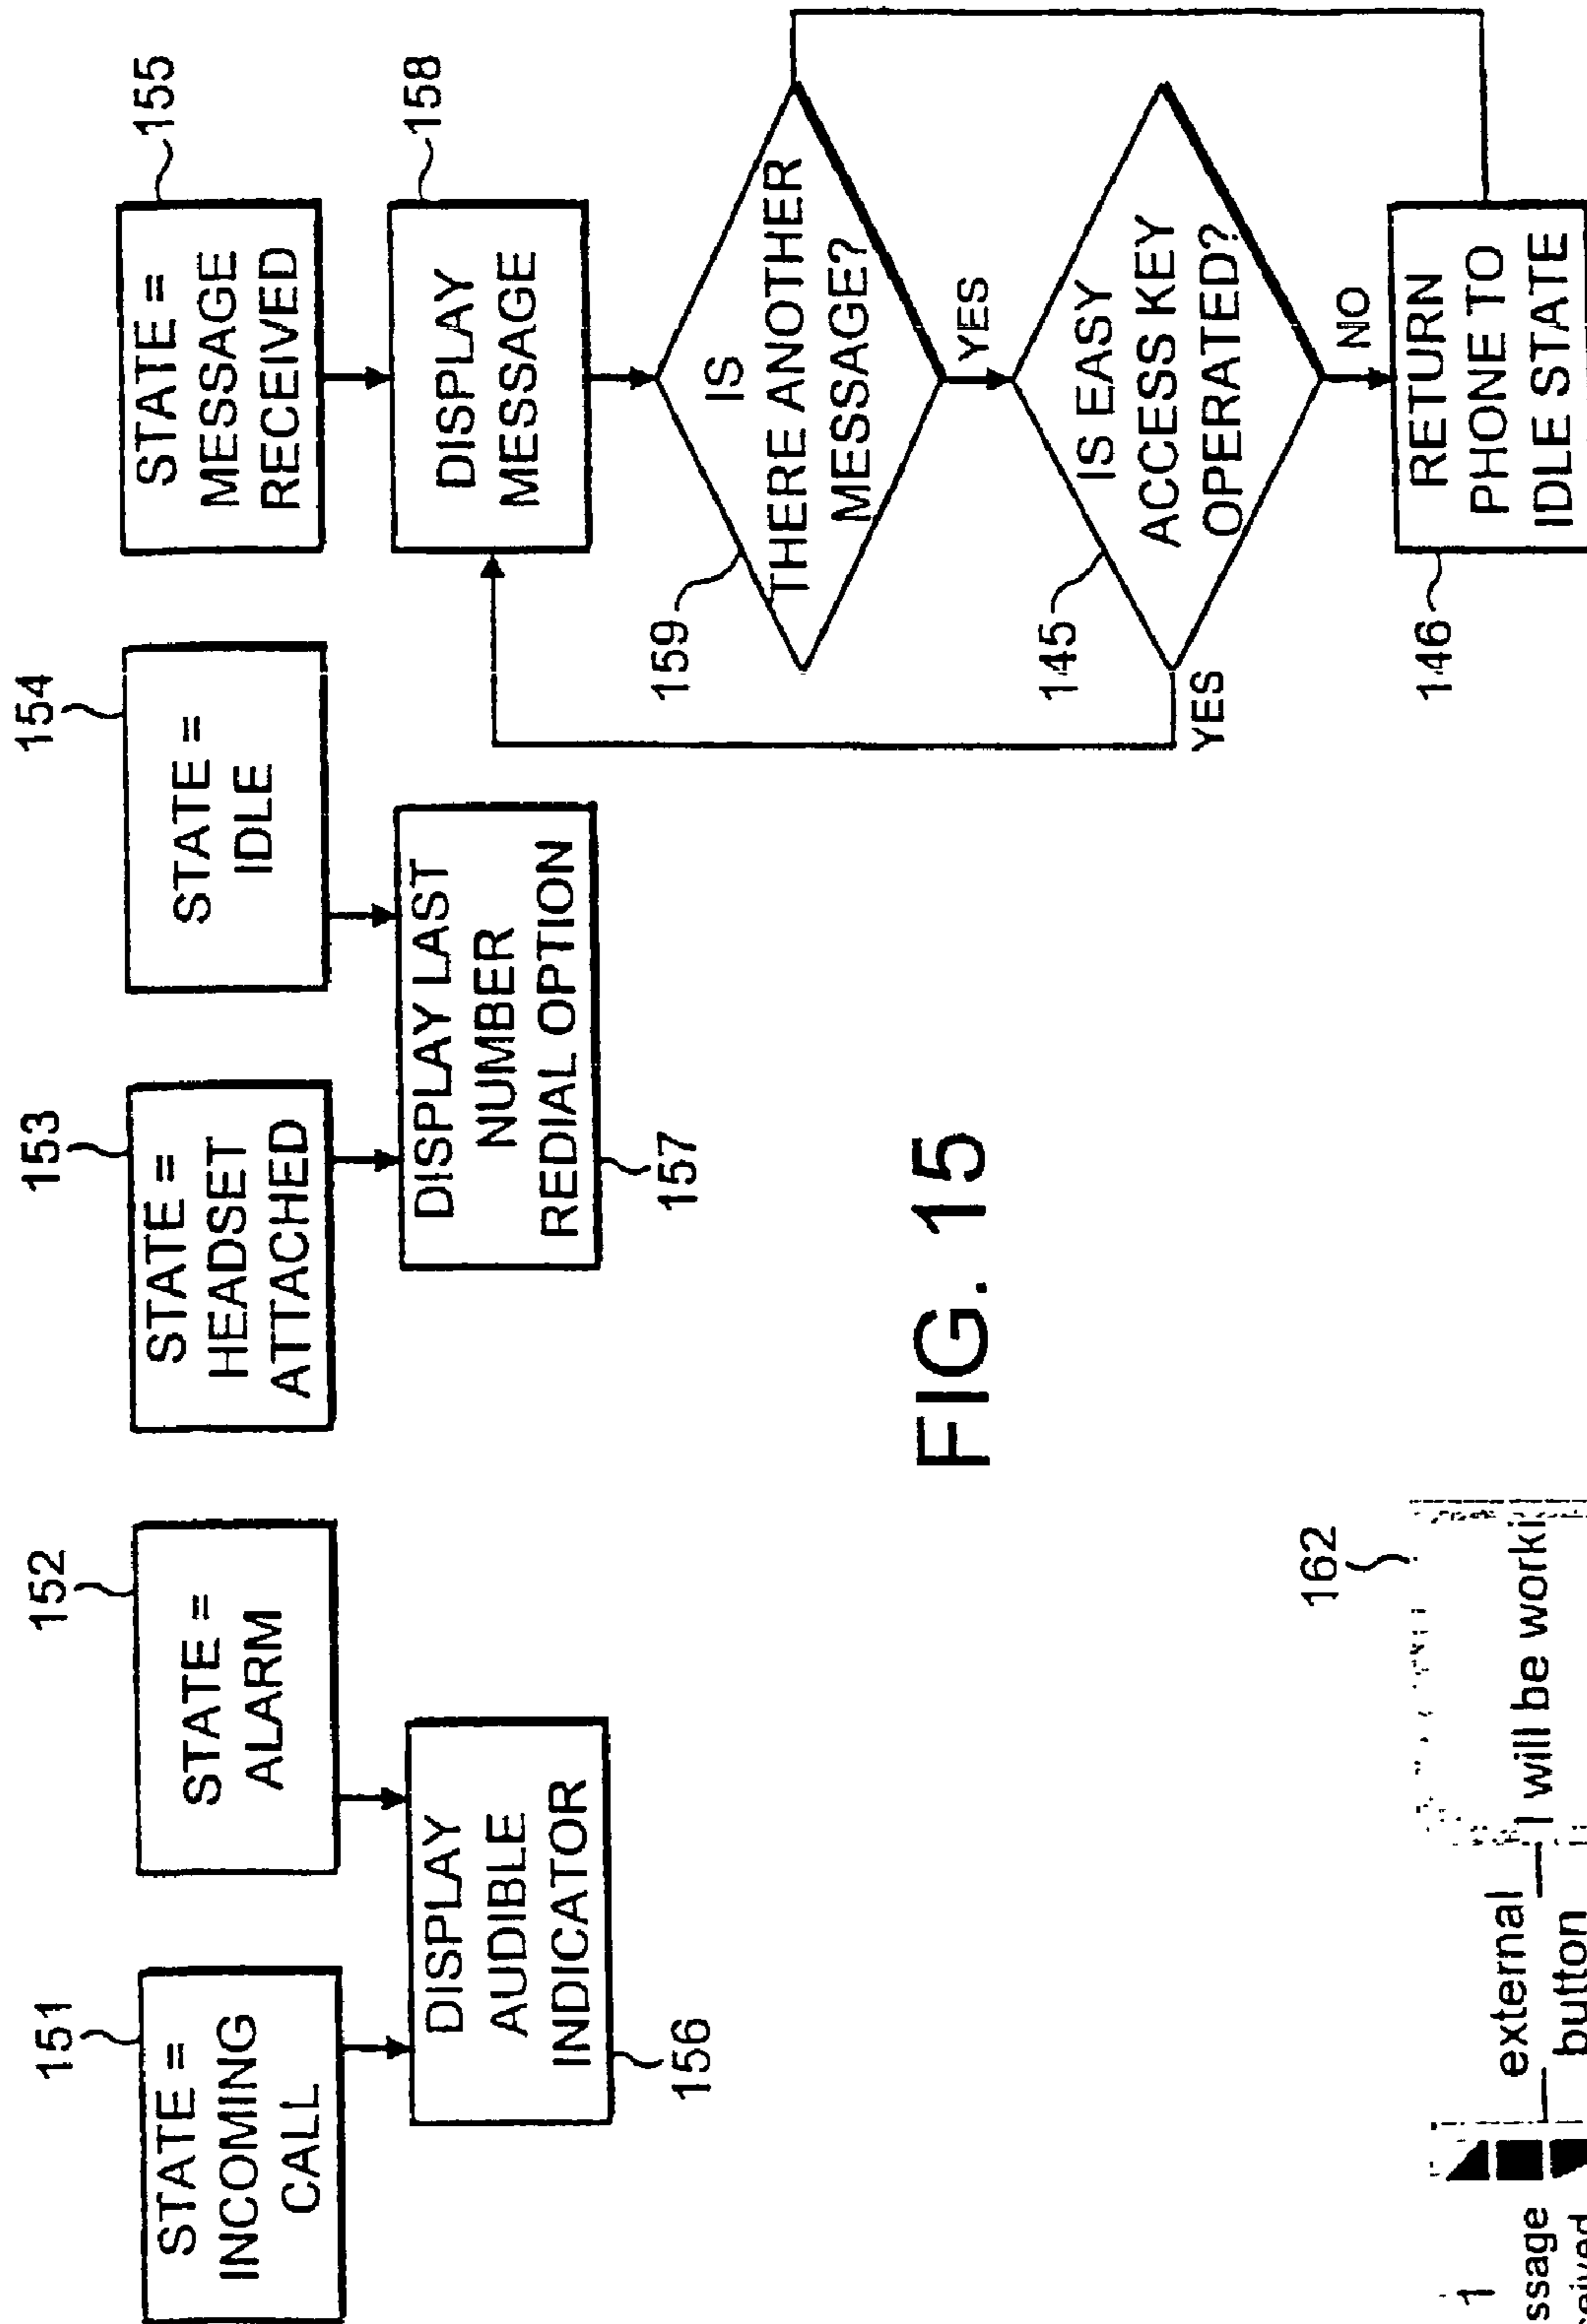 151
STATE =
INCOMING
CALL
152
STATE =
ALARM
DISPLAY
AUDIBLE
INDICATOR
156
153
STATE =
HEADSET
ATTACHED
154
STATE =
IDLE
DISPLAY LAST
NUMBER
REDIAL OPTION
157
155
STATE =
MESSAGE
RECEIVED
158
DISPLAY
MESSAGE
159
IS
THERE ANOTHER
MESSAGE?
YES
145
IS EASY
ACCESS KEY
OPERATED?
YES
NO
146
RETURN
PHONE TO
IDLE STATE
FIG. 15
1
ssage
external
button
162
I will be worki